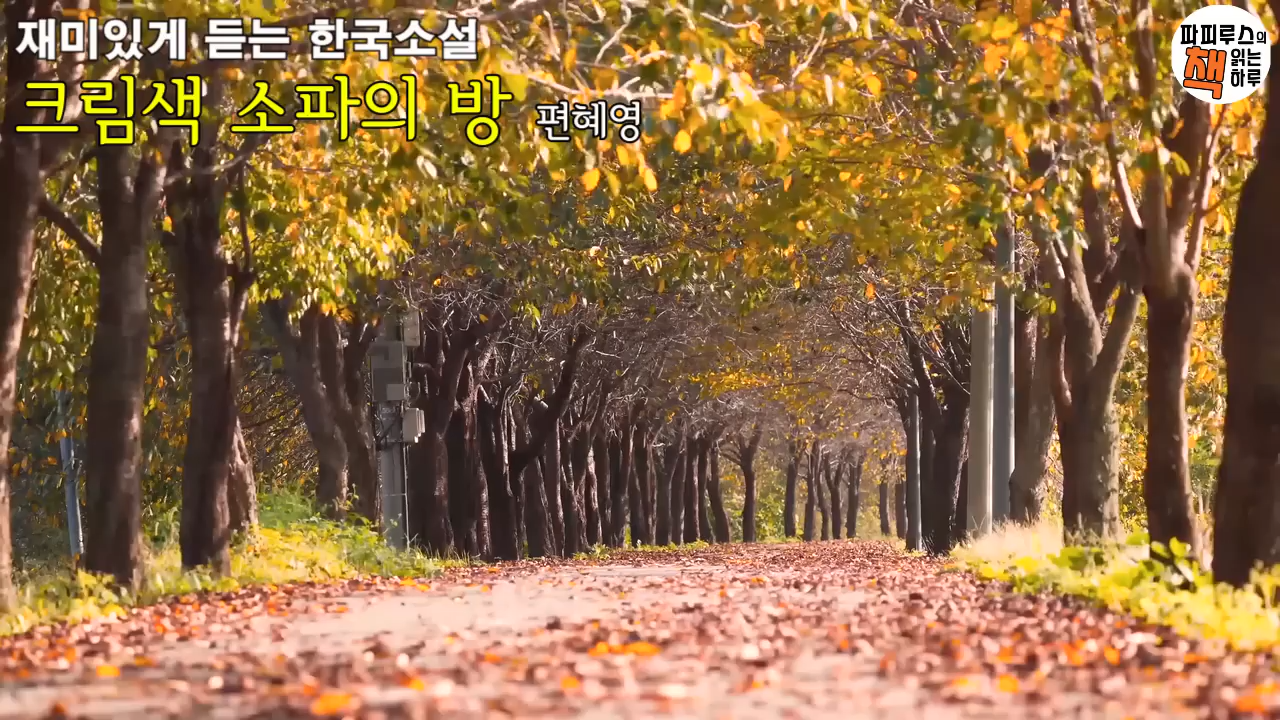 재미있게 듣는 한국소설
크림색 소파의 방 편혜영
파피루스의
책 읽는
하루